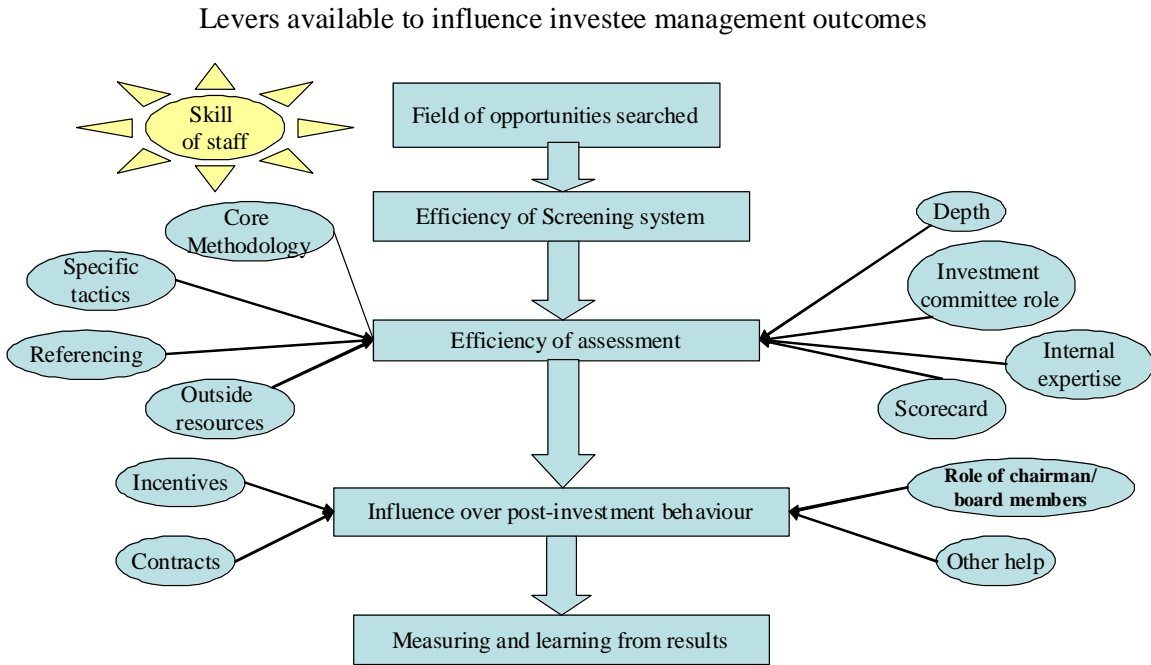 Levers available to influence investee management outcomes
Skill
of staff
Field of opportunities searched
Efficiency of Screening system
Core
Methodology
Specific
tactics
Referencing
Outside
resources
Efficiency of assessment
Depth
Investment
committee role
Internal
expertise
Scorecard
Incentives
Contracts
Influence over post-investment behaviour
Role of chairman/
board members
Other help
Measuring and learning from results